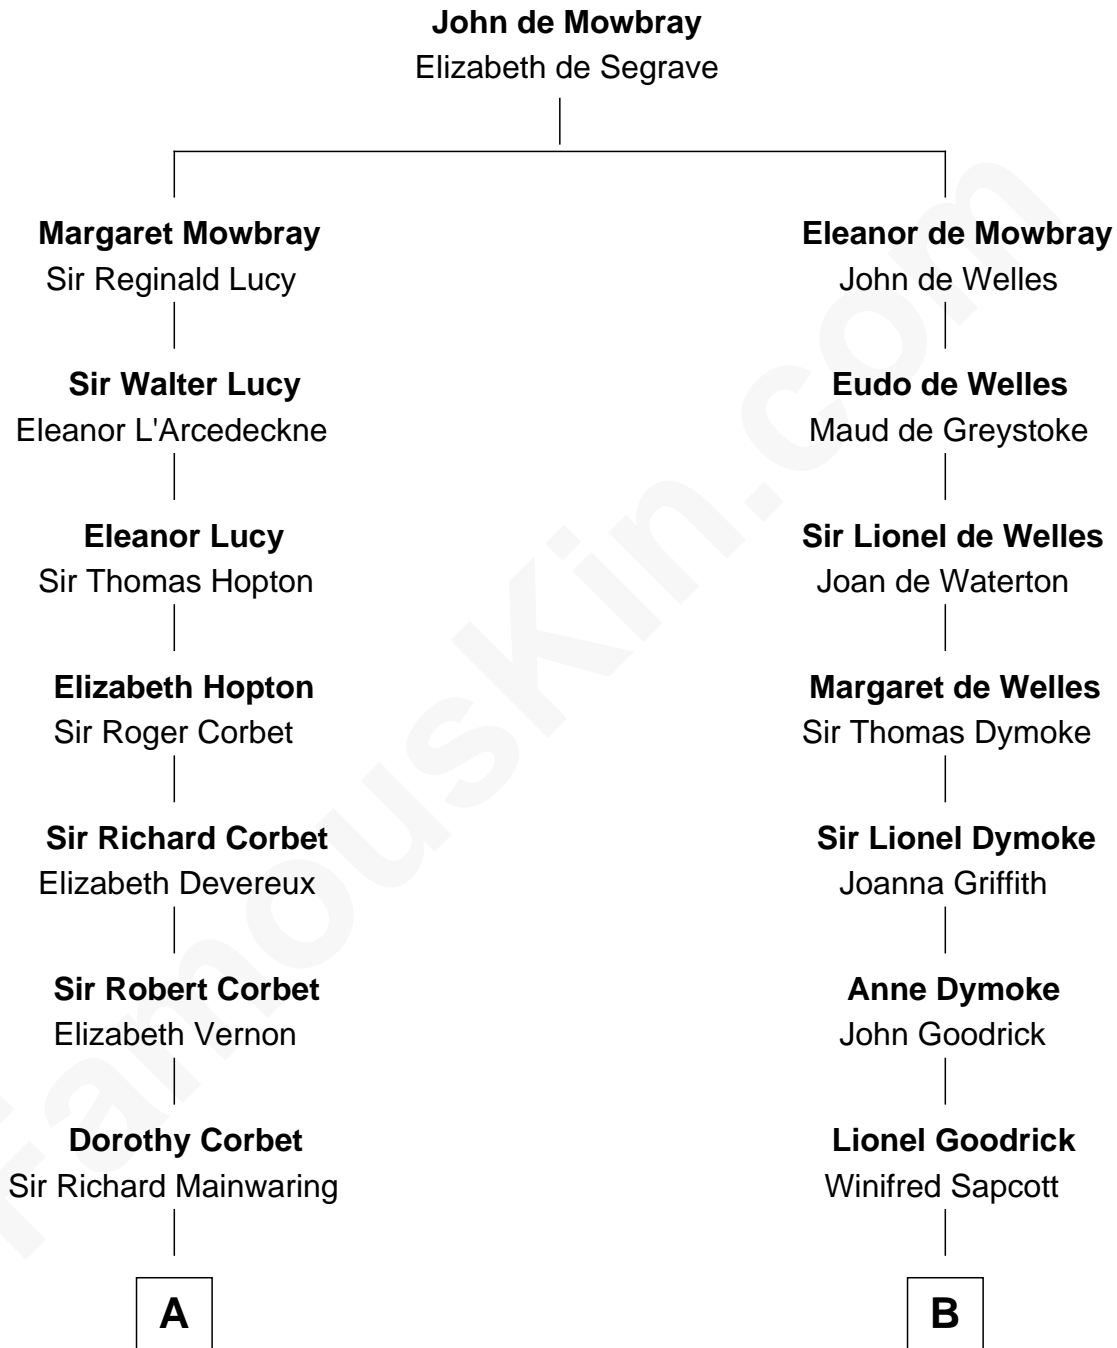 John de Mowbray
Elizabeth de Segrave
Margaret Mowbray
Sir Reginald Lucy
Eleanor de Mowbray
John de Welles
Sir Walter Lucy
Eleanor L'Arcedeckne
Eudo de Welles
Maud de Greystoke
Eleanor Lucy
Sir Thomas Hopton
Sir Lionel de Welles
Joan de Waterton
Elizabeth Hopton
Sir Roger Corbet
Margaret de Welles
Sir Thomas Dymoke
Sir Richard Corbet
Elizabeth Devereux
Sir Lionel Dymoke
Joanna Griffith
Sir Robert Corbet
Elizabeth Vernon
Anne Dymoke
John Goodrick
Dorothy Corbet
Sir Richard Mainwaring
Lionel Goodrick
Winifred Sapcott
A
B
FamousKin.com